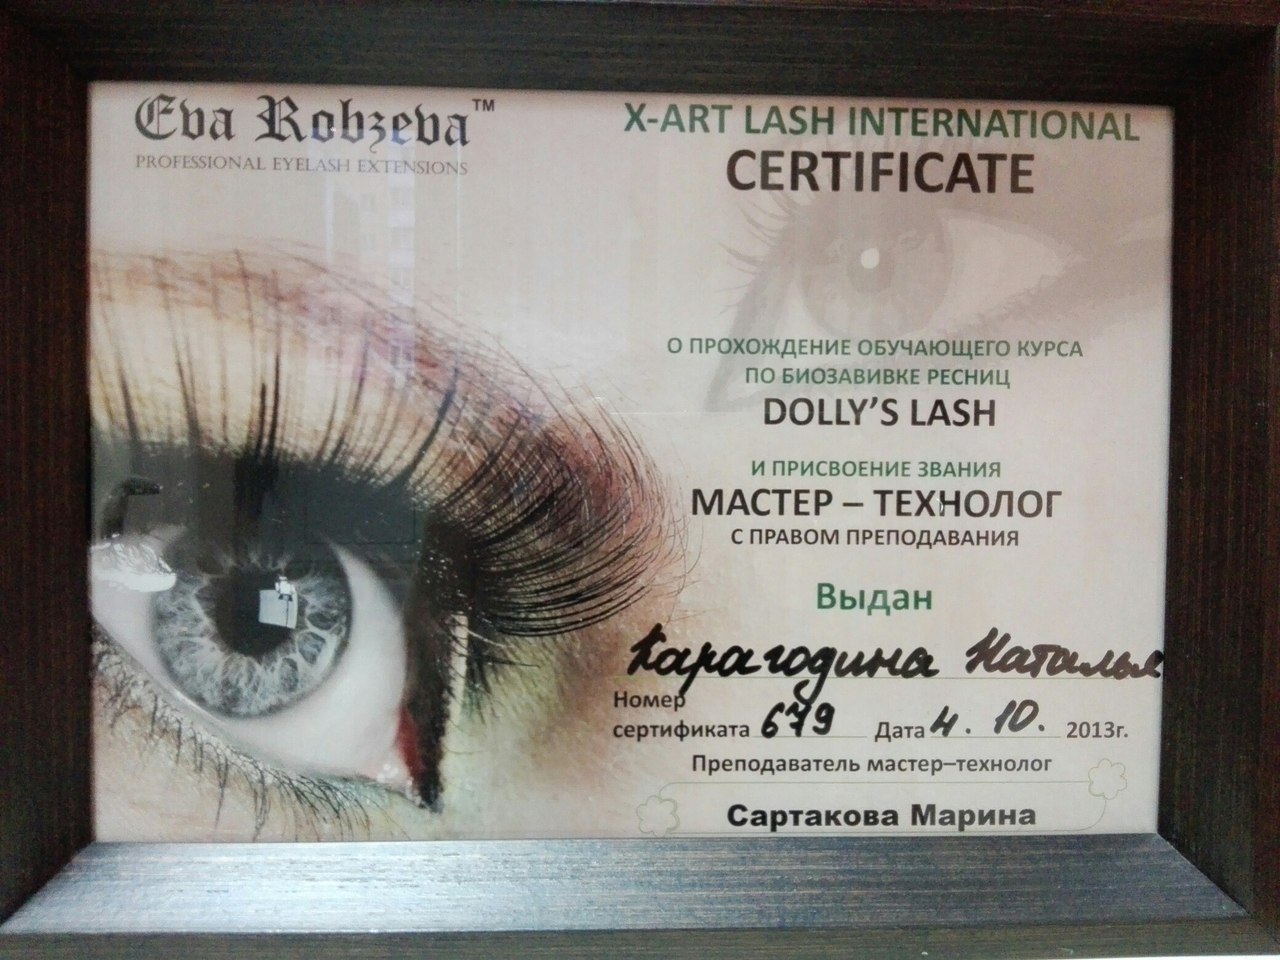 Eva Robzeva™
PROFESSIONAL EYELASH EXTENSIONS
X-ART LASH INTERNATIONAL
CERTIFICATE
О ПРОХОЖДЕНИЕ ОБУЧАЮЩЕГО КУРСА
ПО БИОЗАВИВКЕ РЕСНИЦ
DOLLY'S LASH
И ПРИСВОЕНИЕ ЗВАНИЯ
МАСТЕР – ТЕХНОЛОГ
С ПРАВОМ ПРЕПОДАВАНИЯ
Выдан
Карагодина Наталья
Номер
сертификата 679 Дата 4. 10. 2013г.
Преподаватель мастер–технолог
Сартакова Марина